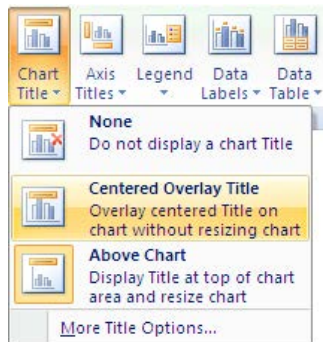 Chart Axis Legend Data Data
Title Titles Labels Table
None
Do not display a chart Title
Centered Overlay Title
Overlay centered Title on
chart without resizing chart
Above Chart
Display Title at top of chart
area and resize chart
More Title Options...